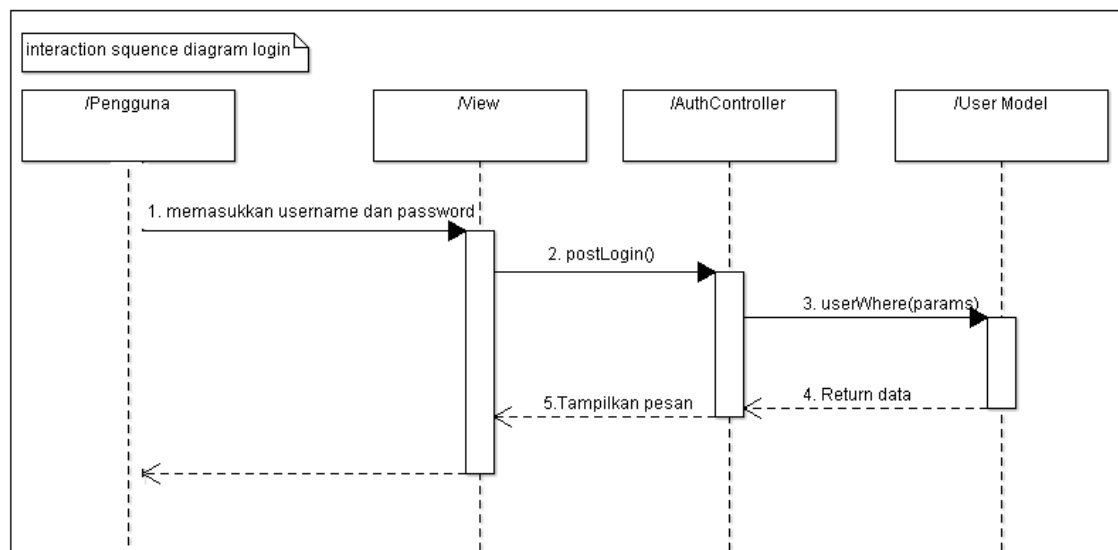 interaction squence diagram login
/Pengguna
/View
/AuthController
/User Model
1. memasukkan username dan password
2. postLogin()
3. userWhere(params)
4. Return data
5.Tampilkan pesan